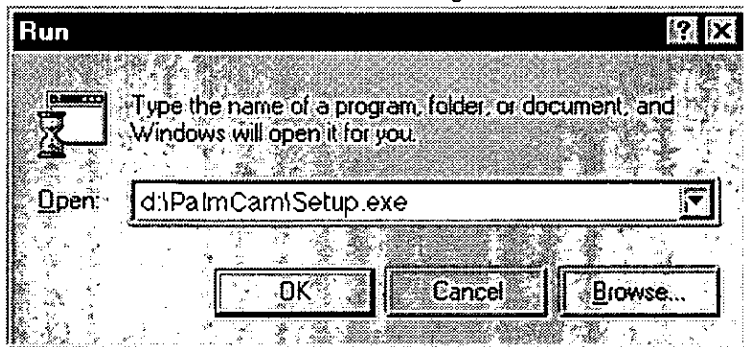 Run
Type the name of a program, folder, or document, and
Windows will open it for you.
Open: d:\PalmCam\Setup.exe
OK Cancel Browse...